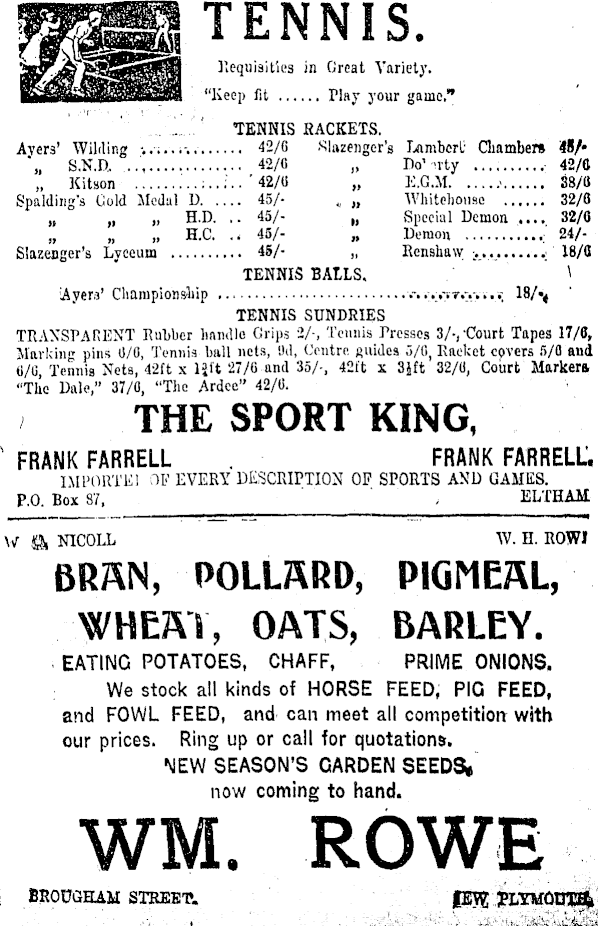 TENNIS.
Requisities in Great Variety.
"Keep fit ...... Play your game."
TENNIS RACKETS.
Ayers' Wilding .............. 42/6 Slazenger's Lambert Chambers 45/-
„ S.N.D. ................ 42/6 „ Do erty .......... 42/6
„ Kitson ................ 42/6 „ E.G.M. ........... 38/6
Spalding's Gold Medal D. .... 45/- „ Whitehouse ...... 32/6
„ „ „ H.D. .. 45/- „ Special Demon .... 32/6
„ „ „ H.C. .. 45/- „ Demon ........... 24/-
Slazenger's Lyceum .......... 45/- „ Renshaw .......... 18/6
TENNIS BALLS.
Ayers' Championship ........................................ 18/-
TENNIS SUNDRIES
TRANSPARENT Rubber handle Grips 2/-, Tennis Presses 3/-, Court Tapes 17/6,
Marking pins 6/6, Tennis ball nets, 9d, Centre guides 5/6, Racket covers 5/6 and
6/6, Tennis Nets, 42ft x 1¾ft 27/6 and 35/-, 42ft x 3½ft 32/6, Court Markers
"The Dale," 37/6, "The Ardee" 42/6.
THE SPORT KING,
FRANK FARRELL FRANK FARRELL.
IMPORTE OF EVERY DESCRIPTION OF SPORTS AND GAMES.
P.O. Box 87, ELTHAM
W NICOLL W. H. ROW
BRAN, POLLARD, PIGMEAL,
WHEAT, OATS, BARLEY.
EATING POTATOES, CHAFF, PRIME ONIONS.
We stock all kinds of HORSE FEED, PIG FEED,
and FOWL FEED, and can meet all competition with
our prices. Ring up or call for quotations.
NEW SEASON'S GARDEN SEEDS,
now coming to hand.
WM. ROWE
BROUGHAM STREET. NEW PLYMOUTH.